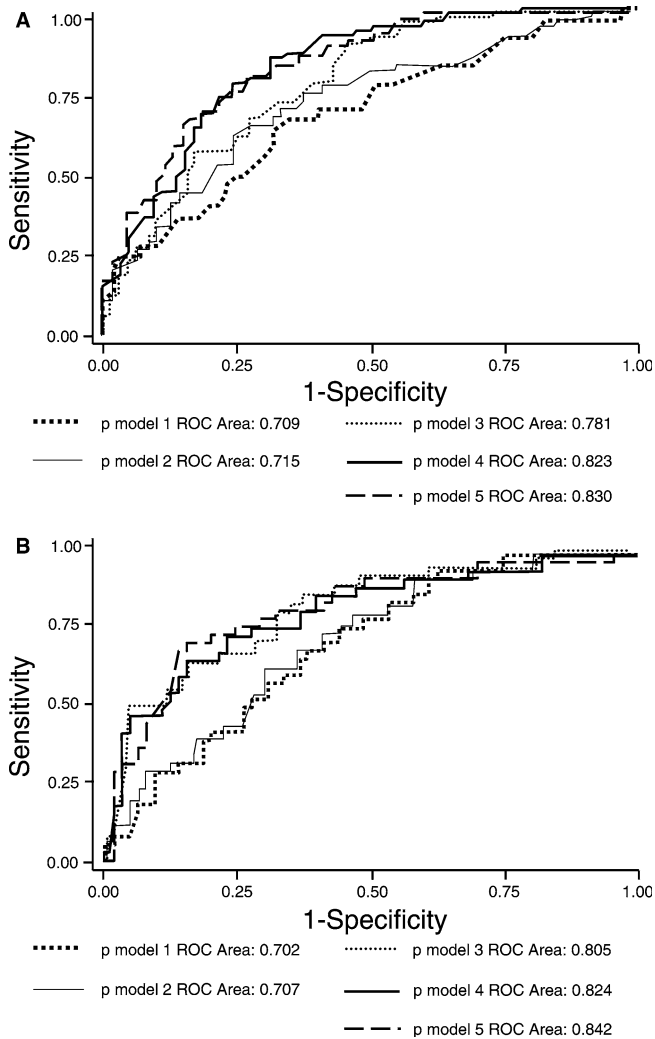 A
1.00
0.75
0.50
0.25
0.00
Sensitivity
0.00 0.25 0.50 0.75 1.00
1-Specificity
p model 1 ROC Area: 0.709
p model 2 ROC Area: 0.715
p model 3 ROC Area: 0.781
p model 4 ROC Area: 0.823
p model 5 ROC Area: 0.830
B
1.00
0.75
0.50
0.25
0.00
Sensitivity
0.00 0.25 0.50 0.75 1.00
1-Specificity
p model 1 ROC Area: 0.702
p model 2 ROC Area: 0.707
p model 3 ROC Area: 0.805
p model 4 ROC Area: 0.824
p model 5 ROC Area: 0.842